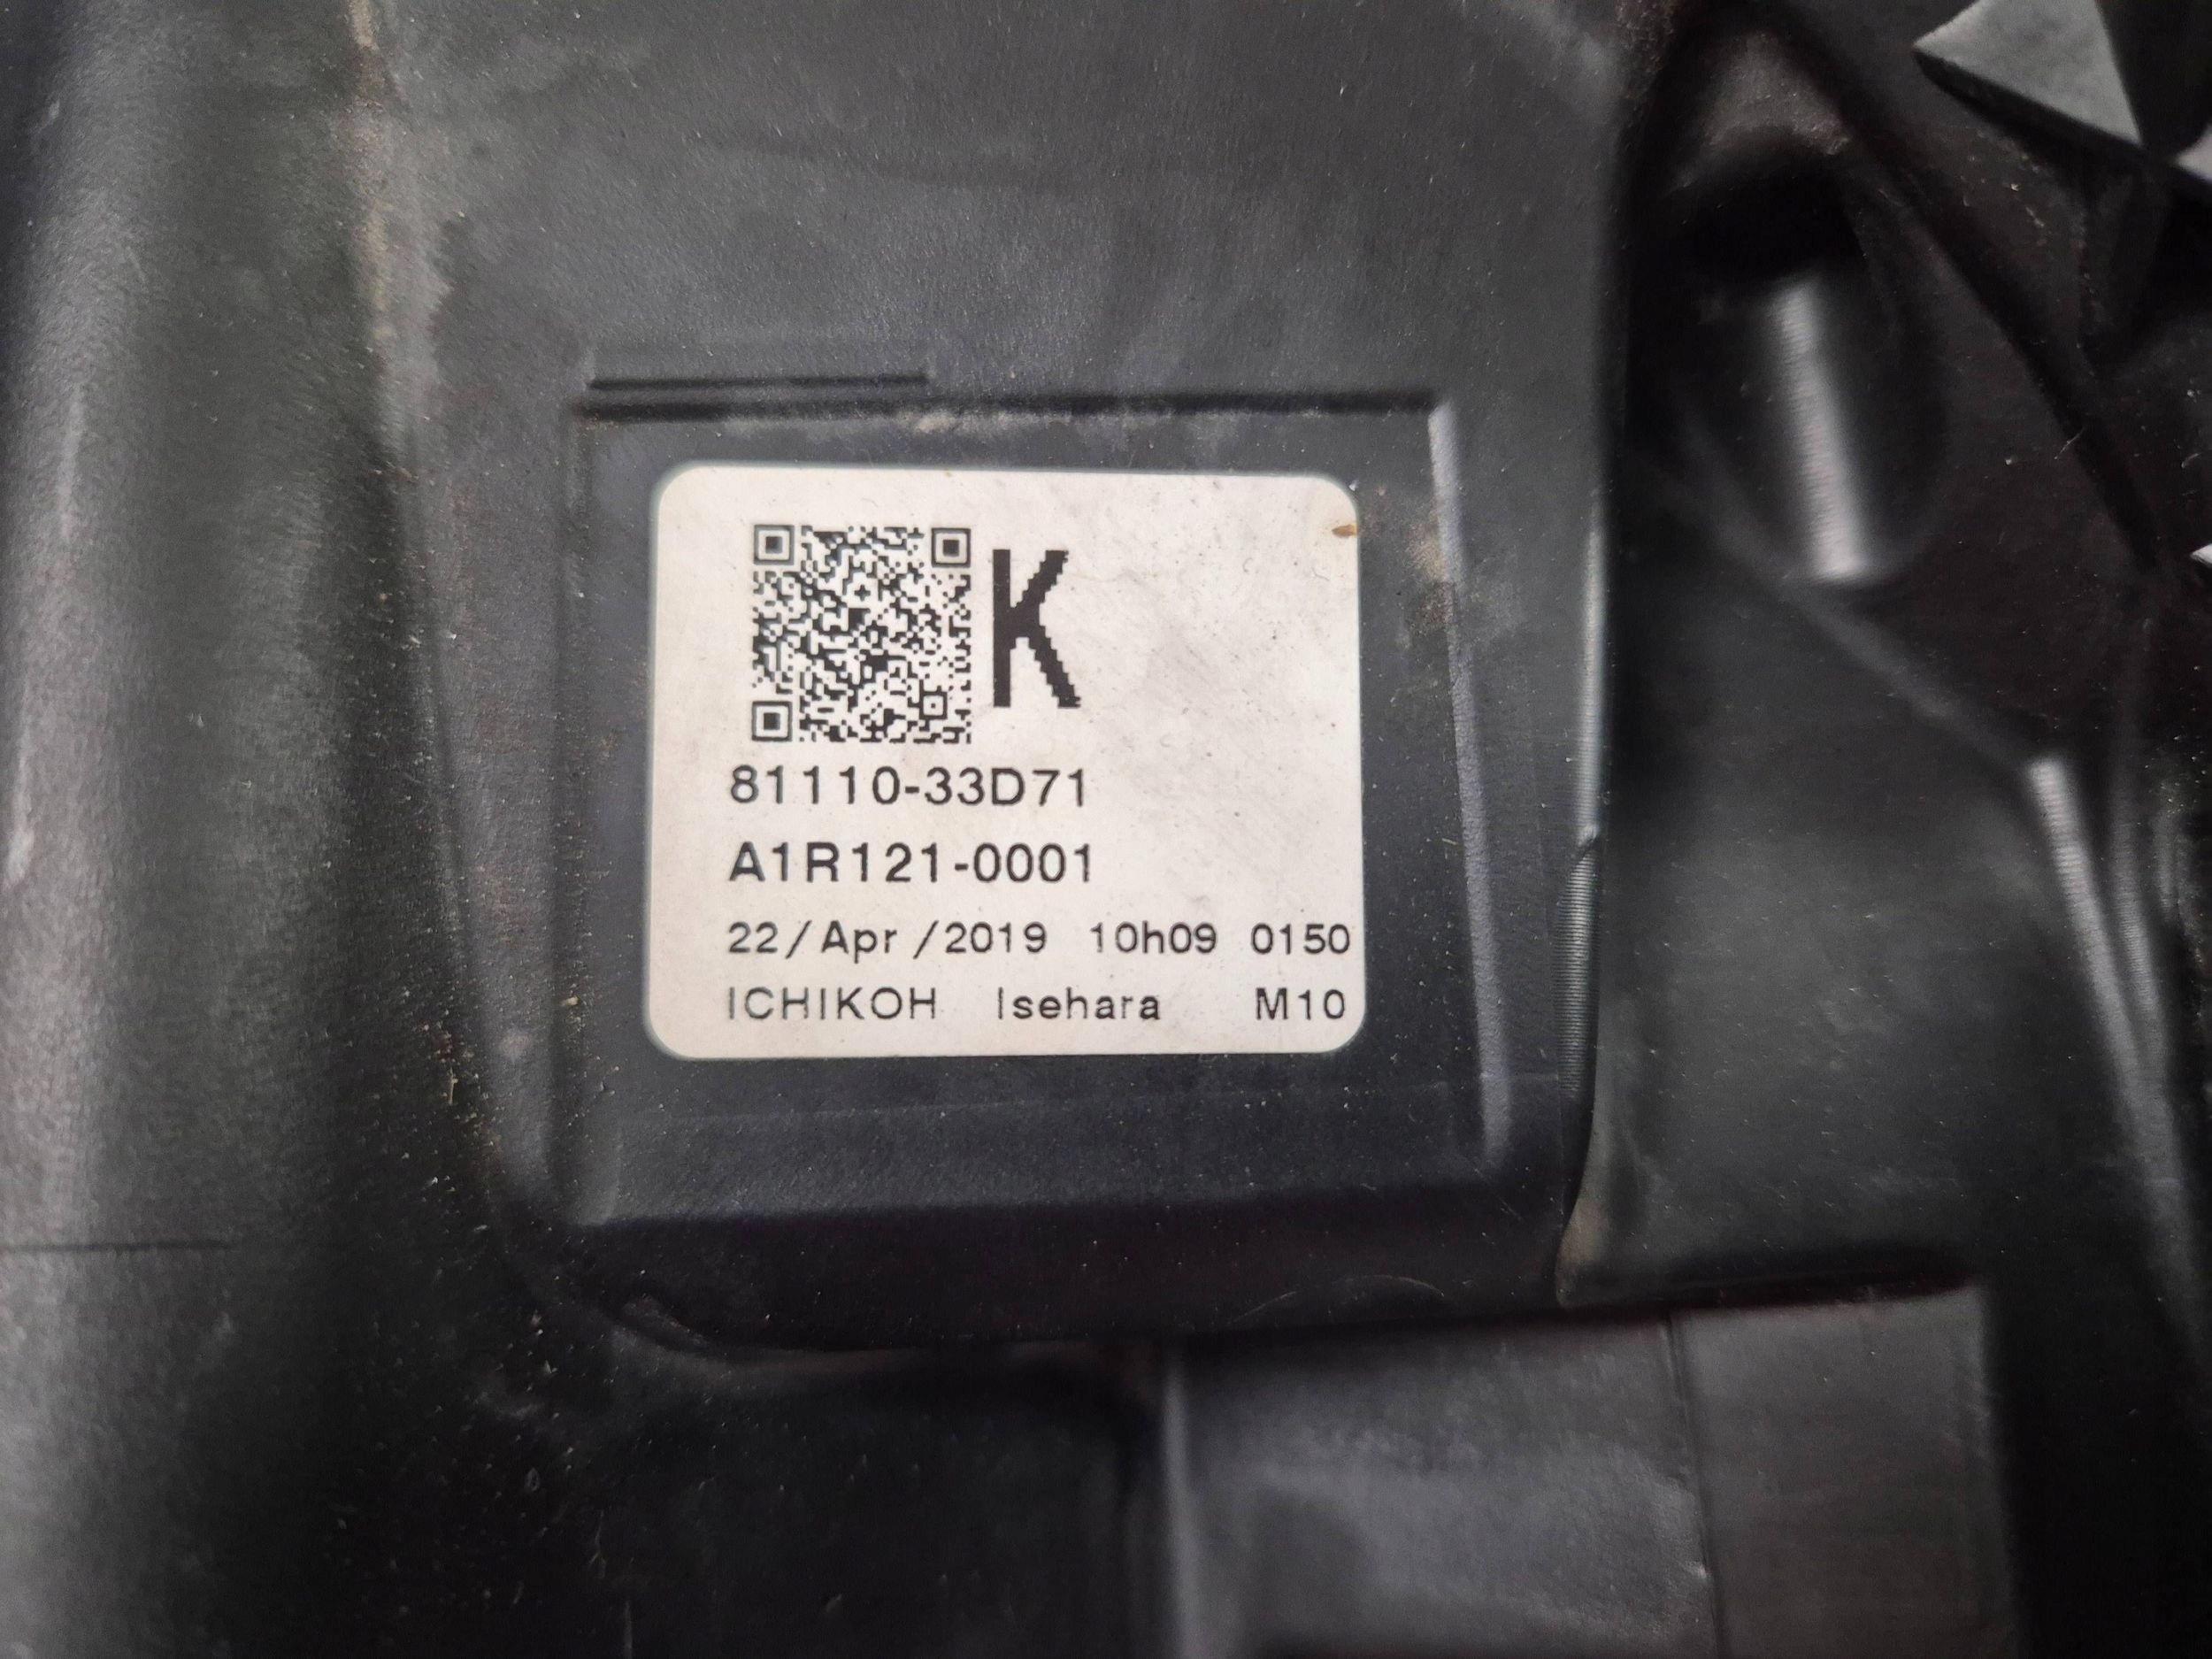 K
81110-33D71
A1R121-0001
22/Apr/2019 10h09 0150
ICHIKOH Isehara M10